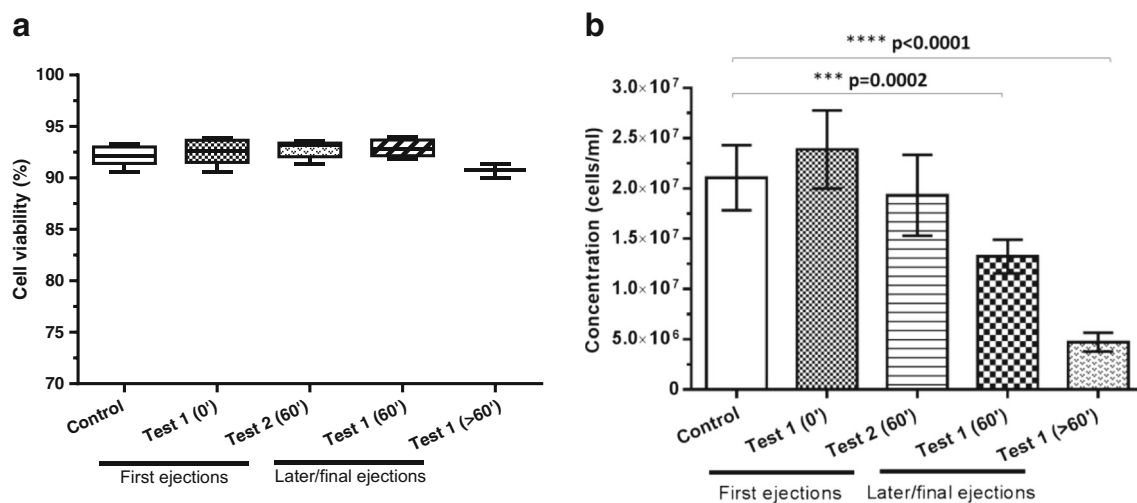 a
100
95
90
85
80
75
70
Cell viability (%)
Control
Test 1 (0')
Test 2 (60')
Test 1 (60')
Test 1 (>60')
First ejections
Later/final ejections
b
**** p<0.0001
*** p=0.0002
3.0×10⁷
2.5×10⁷
2.0×10⁷
1.5×10⁷
1.0×10⁷
5.0×10⁶
0
Concentration (cells/ml)
Control
Test 1 (0')
Test 2 (60')
Test 1 (60')
Test 1 (>60')
First ejections
Later/final ejections